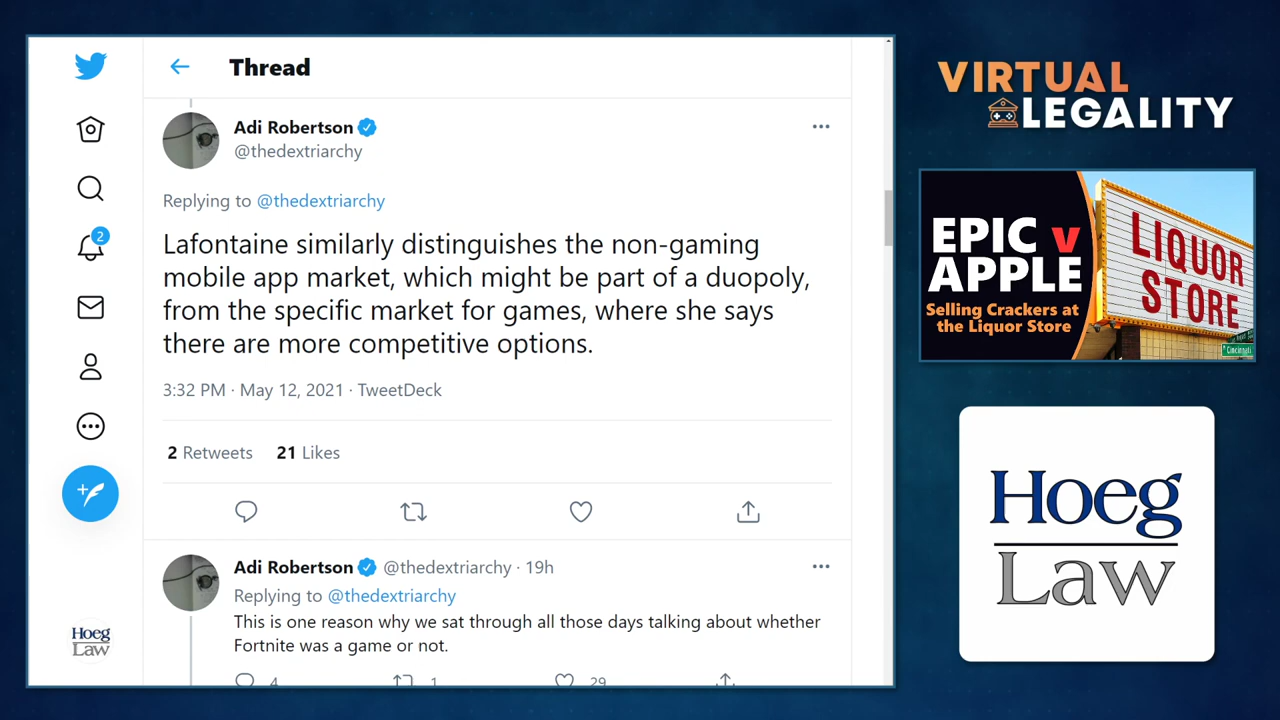 Thread
Adi Robertson
@thedextriarchy
Replying to @thedextriarchy
Lafontaine similarly distinguishes the non-gaming
mobile app market, which might be part of a duopoly,
from the specific market for games, where she says
there are more competitive options.
3:32 PM · May 12, 2021 · TweetDeck
2 Retweets 21 Likes
Adi Robertson @thedextriarchy · 19h
Replying to @thedextriarchy
This is one reason why we sat through all those days talking about whether
Fortnite was a game or not.
4 1 29
2
Hoeg
Law
VIRTUAL
LEGALITY
EPIC v
APPLE
Selling Crackers at
the Liquor Store
LIQUOR
STORE
Cincinnati
Hoeg
Law